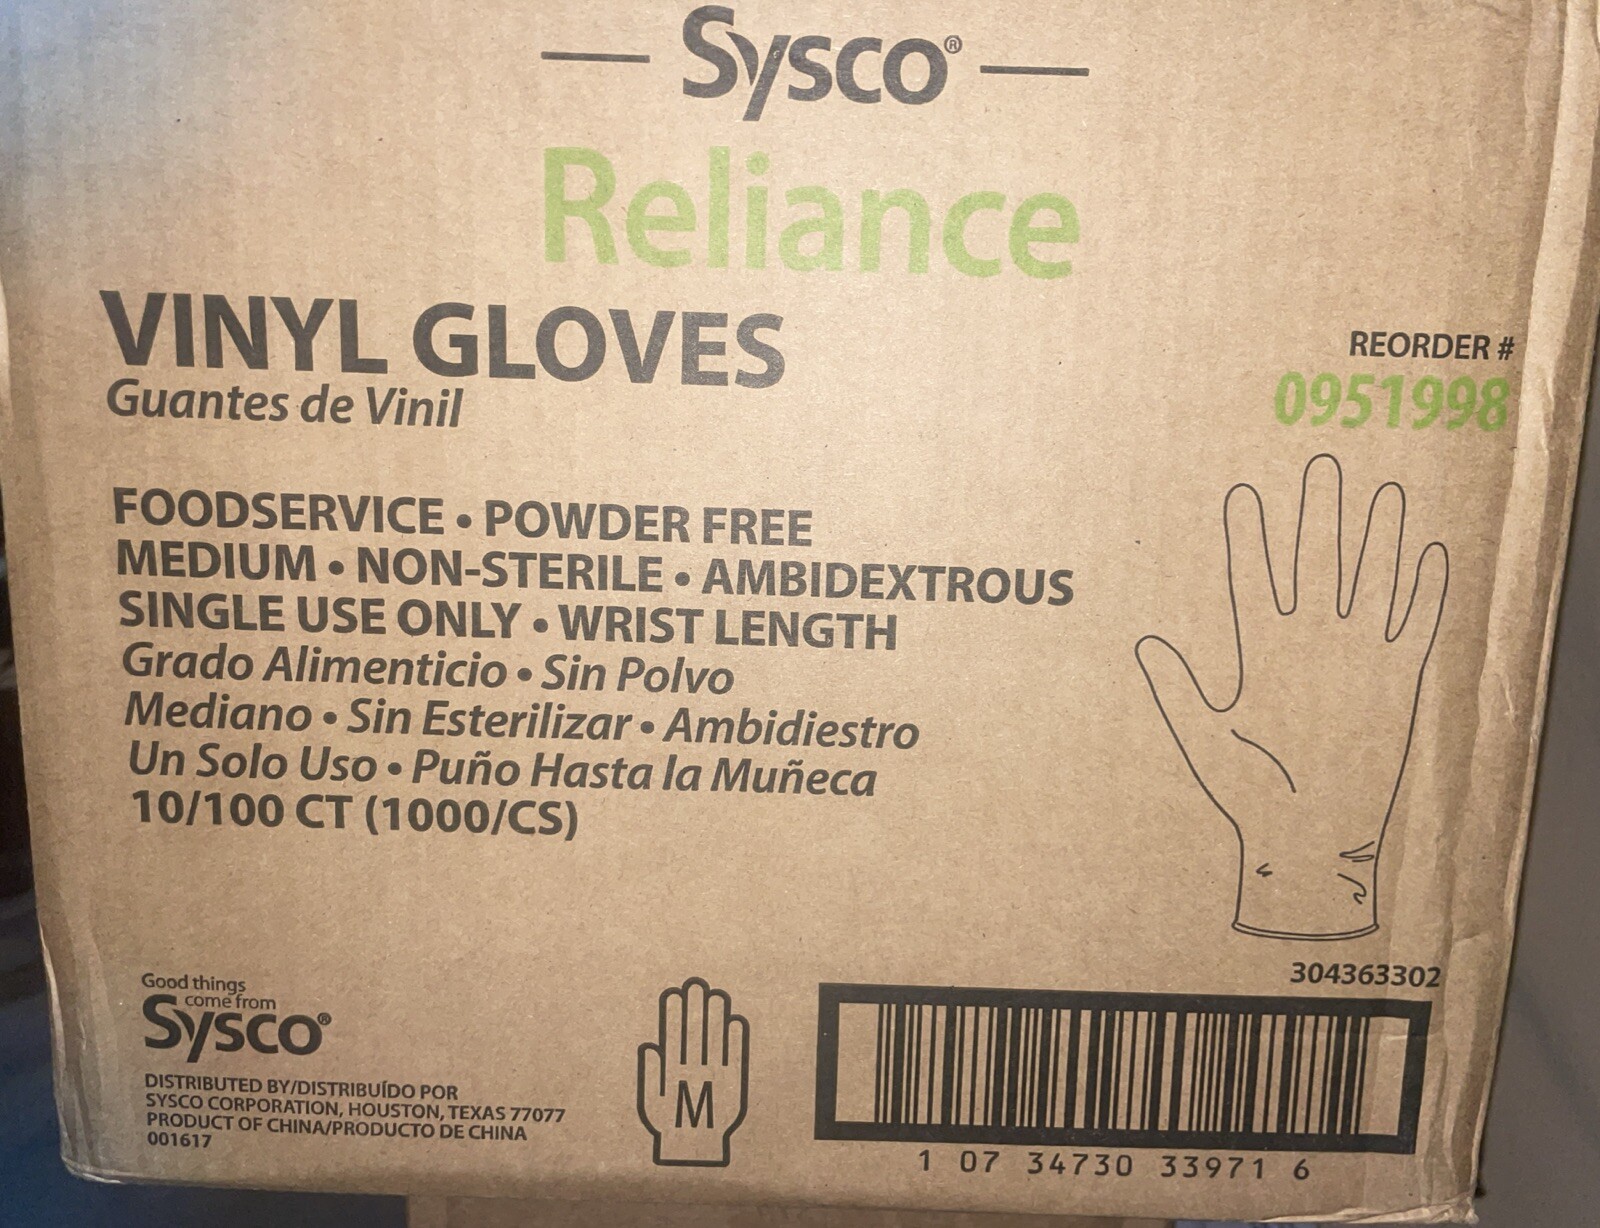 Sysco®
Reliance
VINYL GLOVES
Guantes de Vinil
REORDER #
0951998
FOODSERVICE • POWDER FREE
MEDIUM • NON-STERILE • AMBIDEXTROUS
SINGLE USE ONLY • WRIST LENGTH
Grado Alimenticio • Sin Polvo
Mediano • Sin Esterilizar • Ambidiestro
Un Solo Uso • Puño Hasta la Muñeca
10/100 CT (1000/CS)
Good things
come from
Sysco®
DISTRIBUTED BY/DISTRIBUÍDO POR
SYSCO CORPORATION, HOUSTON, TEXAS 77077
PRODUCT OF CHINA/PRODUCTO DE CHINA
001617
M
304363302
1 07 34730 33971 6